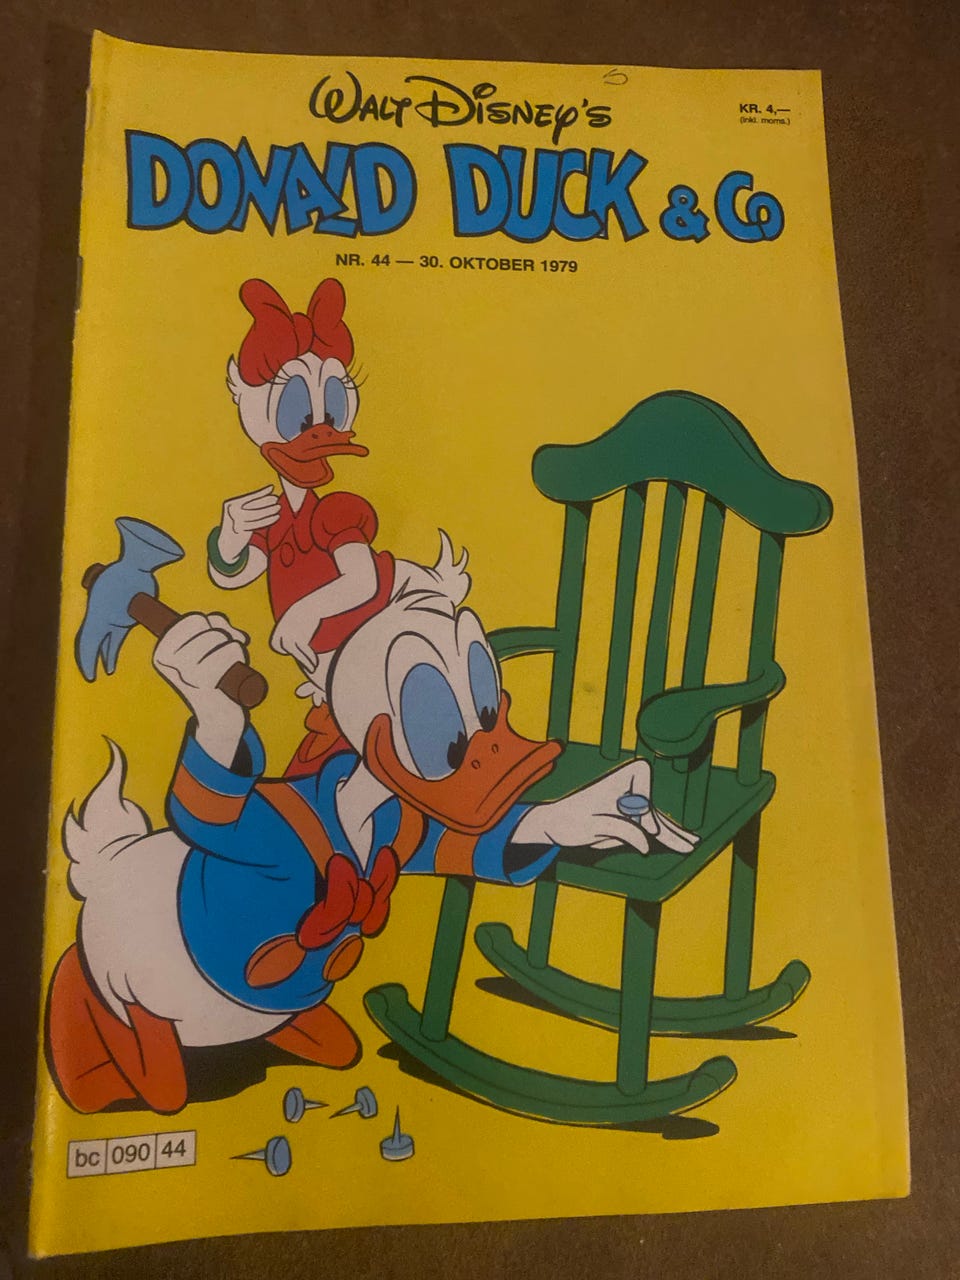 Walt Disney's
KR. 4,—
(inkl. moms.)
DONALD DUCK & Co
NR. 44 — 30. OKTOBER 1979
bc 090 44